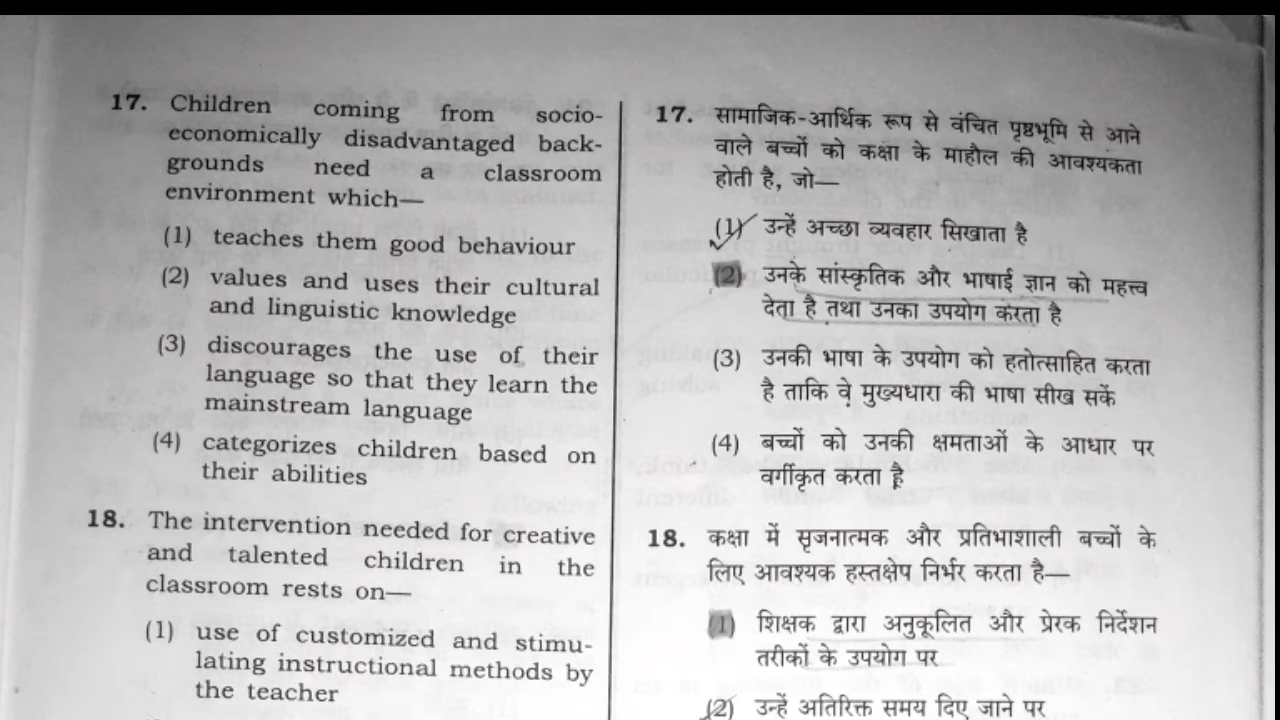 17. Children coming from socio-
economically disadvantaged back-
grounds need a classroom
environment which—
(1) teaches them good behaviour
(2) values and uses their cultural
and linguistic knowledge
(3) discourages the use of their
language so that they learn the
mainstream language
(4) categorizes children based on
their abilities
18. The intervention needed for creative
and talented children in the
classroom rests on—
(1) use of customized and stimu-
lating instructional methods by
the teacher
17. सामाजिक-आर्थिक रूप से वंचित पृष्ठभूमि से आने
वाले बच्चों को कक्षा के माहौल की आवश्यकता
होती है, जो—
(1) उन्हें अच्छा व्यवहार सिखाता है
(2) उनके सांस्कृतिक और भाषाई ज्ञान को महत्त्व
देता है तथा उनका उपयोग करता है
(3) उनकी भाषा के उपयोग को हतोत्साहित करता
है ताकि वे मुख्यधारा की भाषा सीख सकें
(4) बच्चों को उनकी क्षमताओं के आधार पर
वर्गीकृत करता है
18. कक्षा में सृजनात्मक और प्रतिभाशाली बच्चों के
लिए आवश्यक हस्तक्षेप निर्भर करता है—
(1) शिक्षक द्वारा अनुकूलित और प्रेरक निर्देशन
तरीकों के उपयोग पर
(2) उन्हें अतिरिक्त समय दिए जाने पर